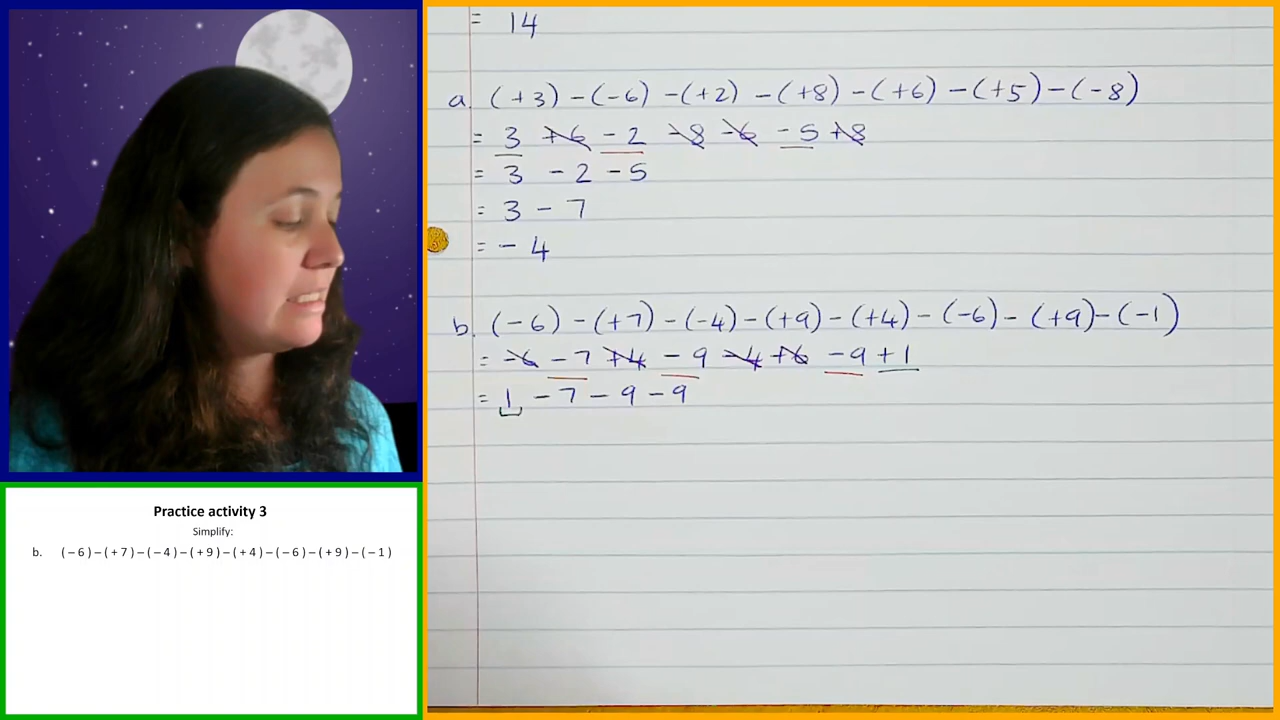 = 14
a. (+3) -(-6) -(+2) -(+8) -(+6) -(+5)-(-8)
= 3 +6 -2 -8 -6 -5 +8
= 3 - 2 - 5
= 3 - 7
= - 4
b. (-6) -(+7) -(-4) -(+9) -(+4) -(-6) -(+9)-(-1)
= -6 -7 +4 -9 -4 +6 -9 +1
= 1 - 7 - 9 - 9
Practice activity 3
Simplify:
b. ( – 6 ) – ( + 7 ) – ( – 4 ) – ( + 9 ) – ( + 4 ) – ( – 6 ) – ( + 9 ) – ( – 1 )